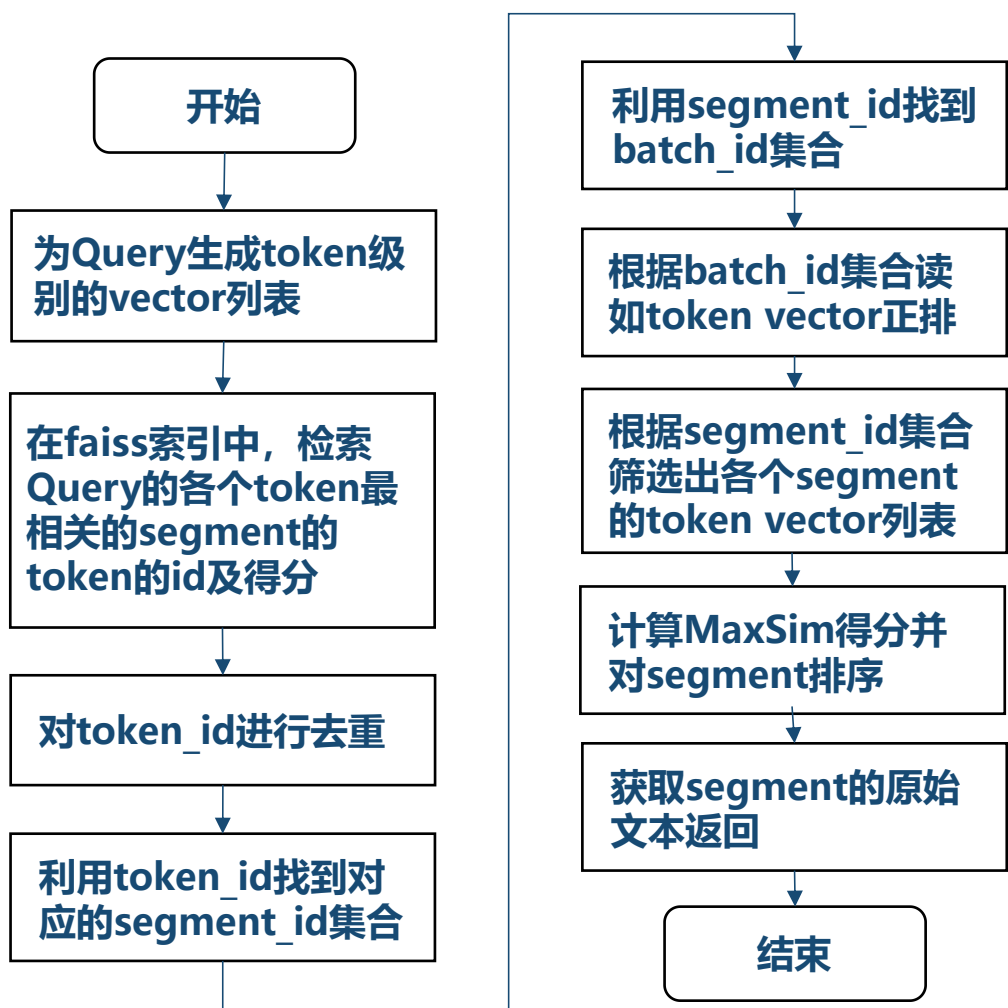 开始
为Query生成token级
别的vector列表
在faiss索引中，检索
Query的各个token最
相关的segment的
token的id及得分
对token_id进行去重
利用token_id找到对
应的segment_id集合
利用segment_id找到
batch_id集合
根据batch_id集合读
如token vector正排
根据segment_id集合
筛选出各个segment
的token vector列表
计算MaxSim得分并
对segment排序
获取segment的原始
文本返回
结束